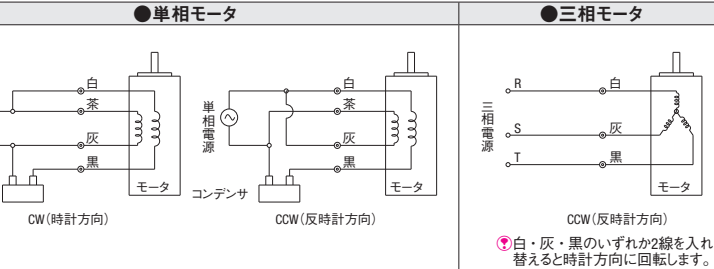 ●単相モータ
●三相モータ
白
茶
灰
黒
モータ
CW(時計方向)
単相電源
コンデンサ
白
茶
灰
黒
モータ
CCW(反時計方向)
三相電源
R
S
T
白
灰
黒
モータ
CCW(反時計方向)
白・灰・黒のいずれか2線を入れ
替えると時計方向に回転します。